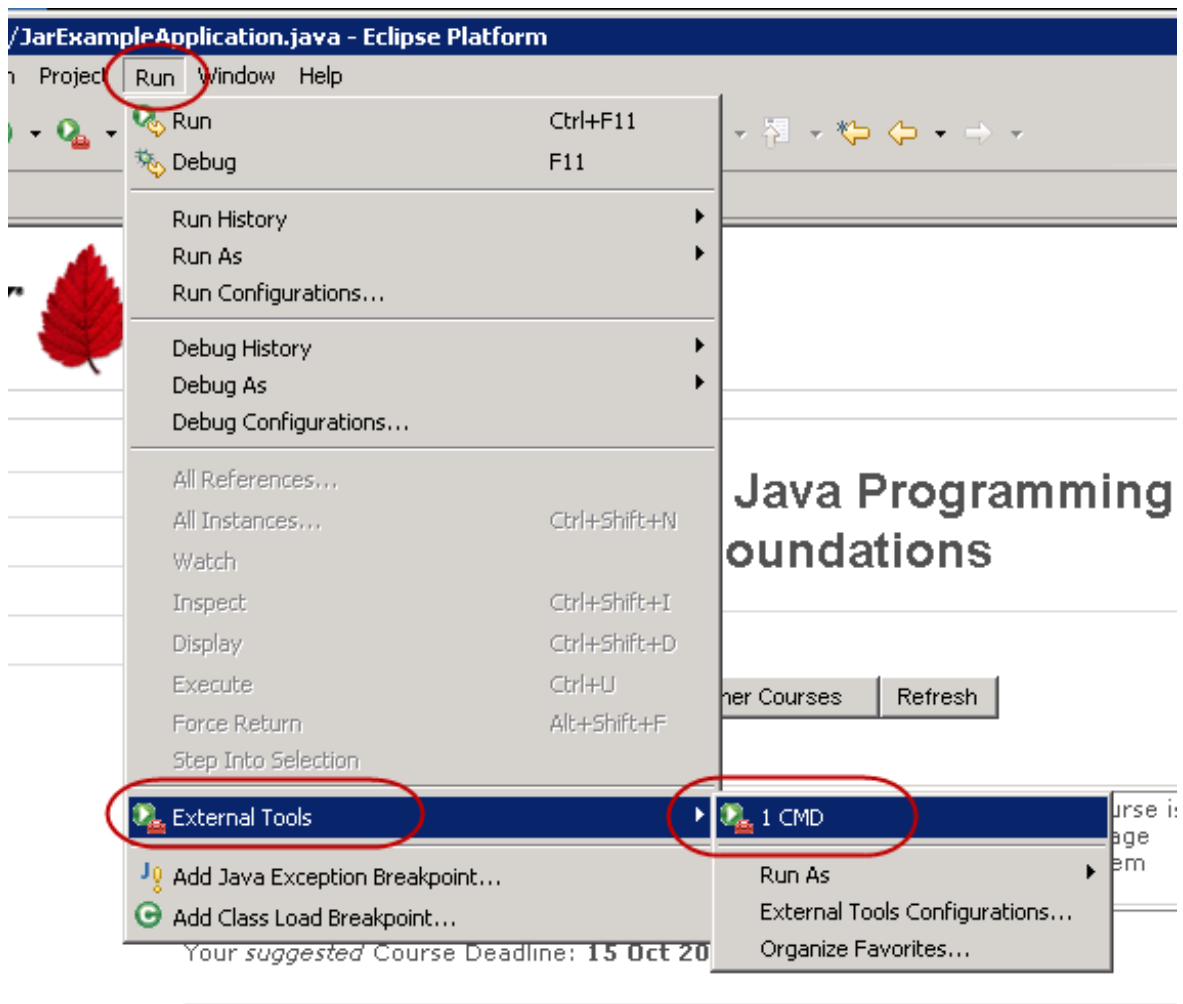 /JarExampleApplication.java - Eclipse Platform
Project Run Window Help
Run Ctrl+F11
Debug F11
Run History
Run As
Run Configurations...
Debug History
Debug As
Debug Configurations...
All References...
All Instances... Ctrl+Shift+N
Watch
Inspect Ctrl+Shift+I
Display Ctrl+Shift+D
Execute Ctrl+U
Force Return Alt+Shift+F
Step Into Selection
External Tools
Add Java Exception Breakpoint...
Add Class Load Breakpoint...
1 CMD
Run As
External Tools Configurations...
Organize Favorites...
Java Programming
oundations
her Courses Refresh
urse is
age
em
Your suggested Course Deadline: 15 Oct 20